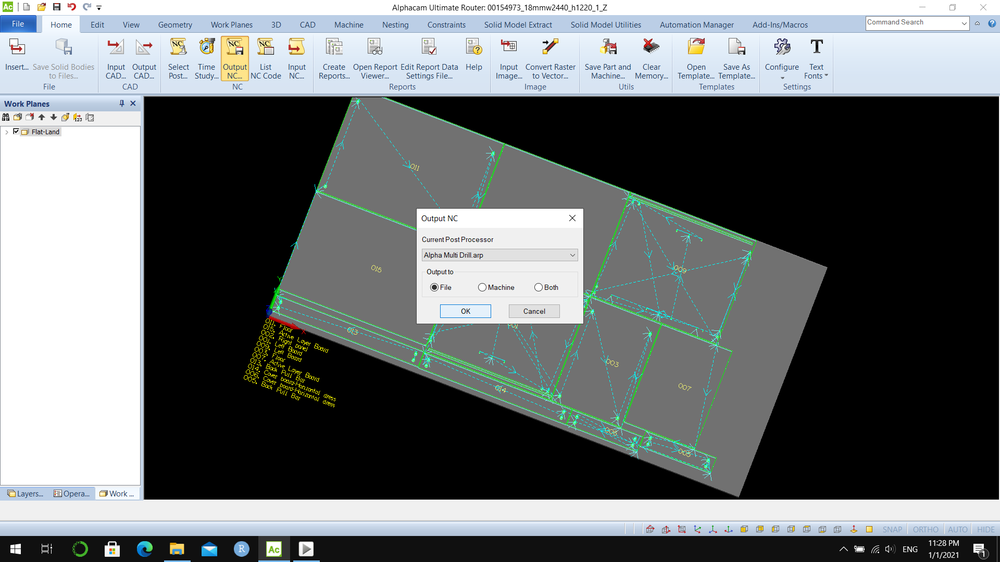 Ac
Alphacam Ultimate Router: 00154973_18mmw2440_h1220_1_Z
File
Home
Edit
View
Geometry
Work Planes
3D
CAD
Machine
Nesting
Constraints
Solid Model Extract
Solid Model Utilities
Automation Manager
Add-Ins/Macros
Command Search
Insert...
Save Solid Bodies
to Files...
File
Input
CAD...
Output
CAD...
CAD
Select
Post...
Time
Study...
Output
NC...
List
NC Code
Input
NC...
NC
Create
Reports...
Open Report
Viewer...
Edit Report Data
Settings File...
Help
Reports
Input
Image...
Convert Raster
to Vector...
Image
Save Part and
Machine...
Clear
Memory...
Utils
Open
Template...
Save As
Template...
Templates
Configure
Text
Fonts
Settings
Work Planes
Flat-Land
Layers...
Opera...
Work ...
011
015
009
013
003
007
014
006
005
Y
X
011. Floor
015. Active Layer Board
002. Right panel
001. Left Board
009. Left Board
003. Floor
007. Active Layer Board
013. Back Pull Bar
014. Cover board-Horizontal dress
006. Cover board-Horizontal dress
005. Back Pull Bar
Output NC
Current Post Processor
Alpha Multi Drill.arp
Output to
File
Machine
Both
OK
Cancel
SNAP
ORTHO
AUTO
HIDE
R
Ac
ENG
11:28 PM
1/1/2021
1